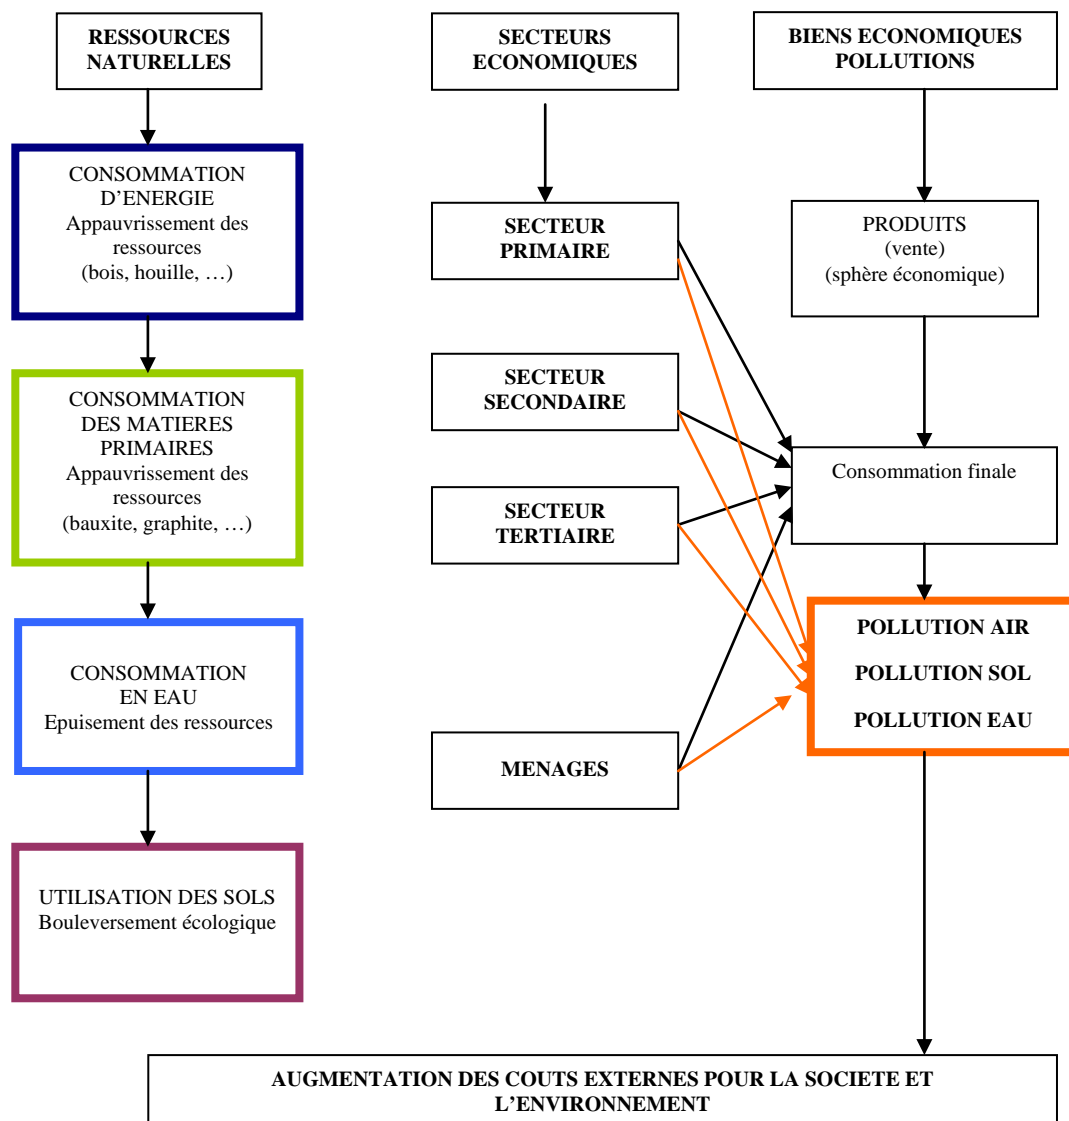 RESSOURCES
NATURELLES
CONSOMMATION
D’ENERGIE
Appauvrissement des
ressources
(bois, houille, …)
CONSOMMATION
DES MATIERES
PRIMAIRES
Appauvrissement des
ressources
(bauxite, graphite, …)
CONSOMMATION
EN EAU
Epuisement des ressources
UTILISATION DES SOLS
Bouleversement écologique
SECTEURS
ECONOMIQUES
SECTEUR
PRIMAIRE
SECTEUR
SECONDAIRE
SECTEUR
TERTIAIRE
MENAGES
BIENS ECONOMIQUES
POLLUTIONS
PRODUITS
(vente)
(sphère économique)
Consommation finale
POLLUTION AIR
POLLUTION SOL
POLLUTION EAU
AUGMENTATION DES COUTS EXTERNES POUR LA SOCIETE ET
L’ENVIRONNEMENT